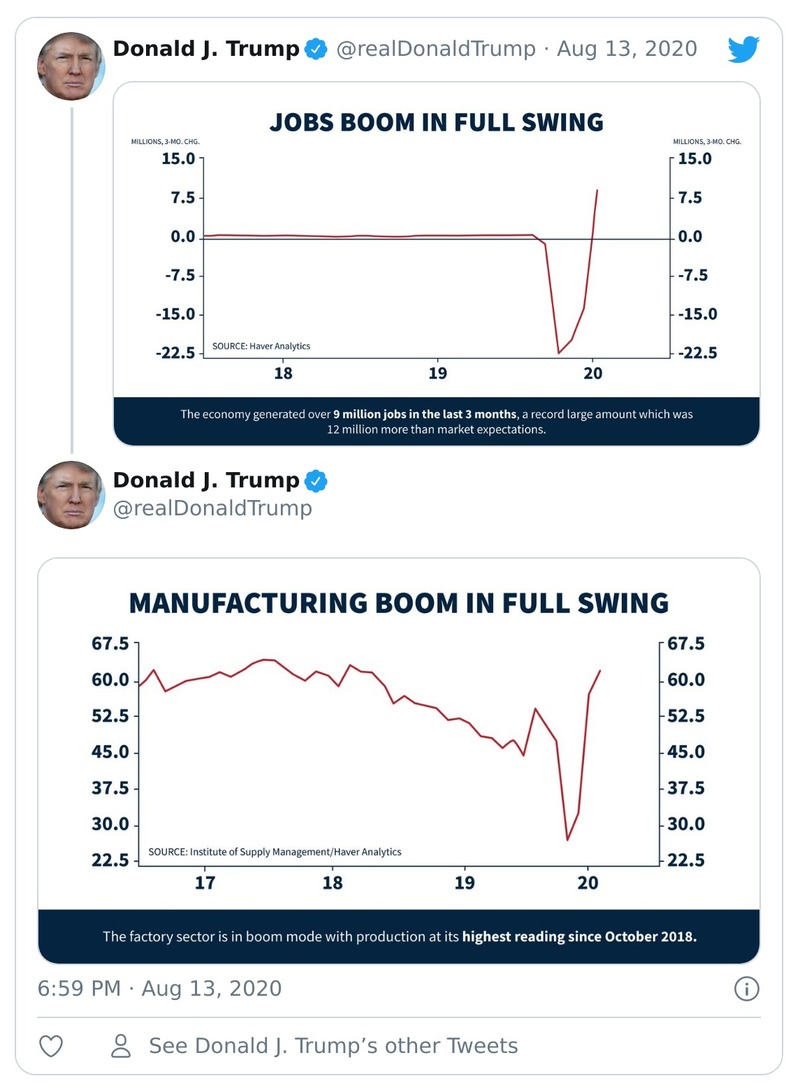 Donald J. Trump @realDonaldTrump · Aug 13, 2020
JOBS BOOM IN FULL SWING
MILLIONS, 3-MO. CHG. MILLIONS, 3-MO. CHG.
15.0 15.0
7.5 7.5
0.0 0.0
-7.5 -7.5
-15.0 -15.0
SOURCE: Haver Analytics
-22.5 -22.5
18 19 20
The economy generated over 9 million jobs in the last 3 months, a record large amount which was
12 million more than market expectations.
Donald J. Trump
@realDonaldTrump
MANUFACTURING BOOM IN FULL SWING
67.5 67.5
60.0 60.0
52.5 52.5
45.0 45.0
37.5 37.5
30.0 30.0
SOURCE: Institute of Supply Management/Haver Analytics
22.5 22.5
17 18 19 20
The factory sector is in boom mode with production at its highest reading since October 2018.
6:59 PM · Aug 13, 2020
See Donald J. Trump’s other Tweets